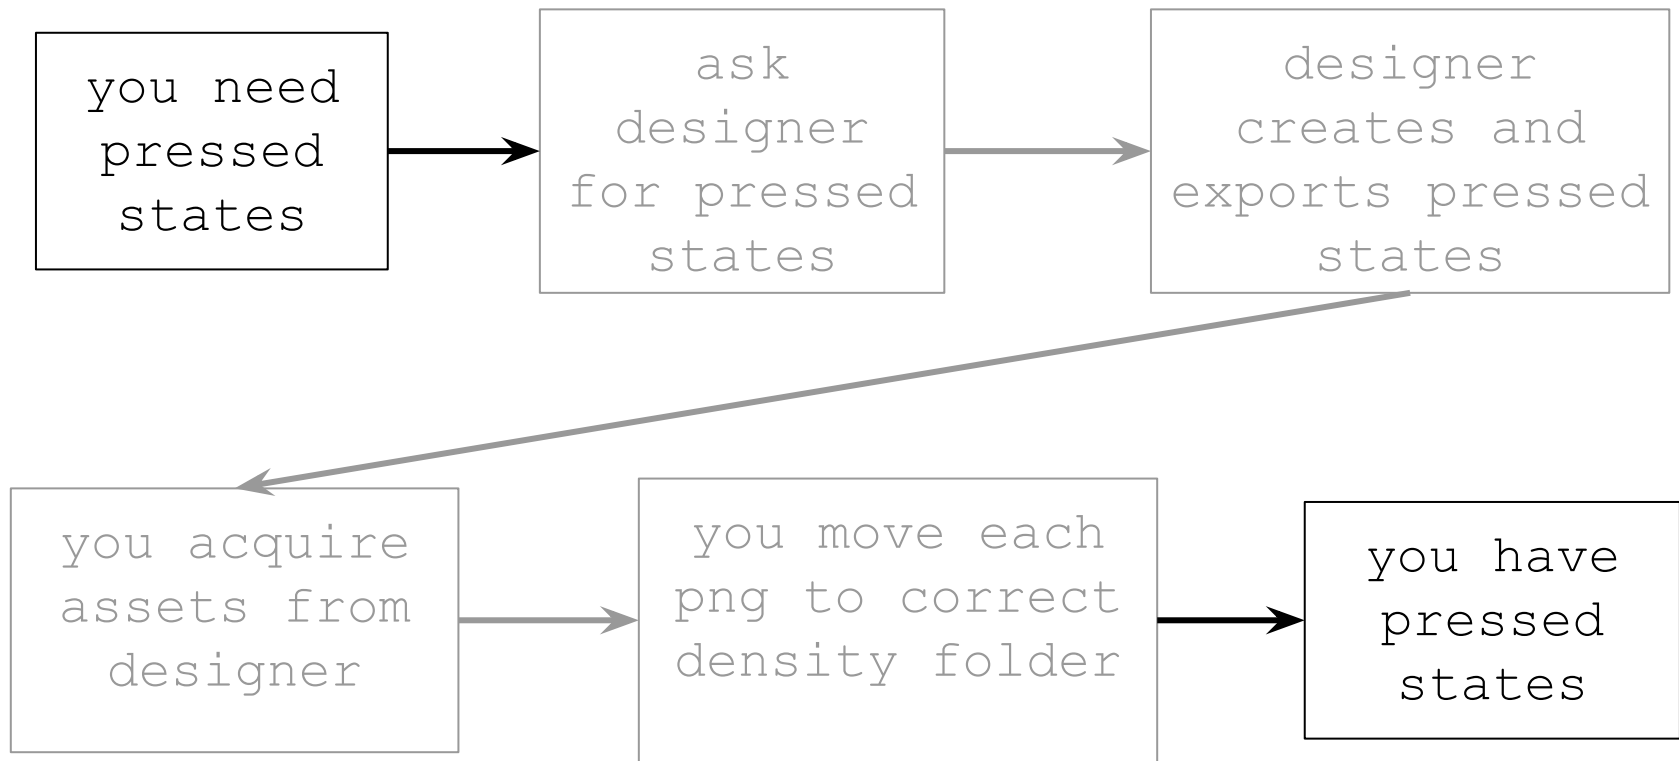 you need
pressed
states
ask
designer
for pressed
states
designer
creates and
exports pressed
states
you acquire
assets from
designer
you move each
png to correct
density folder
you have
pressed
states